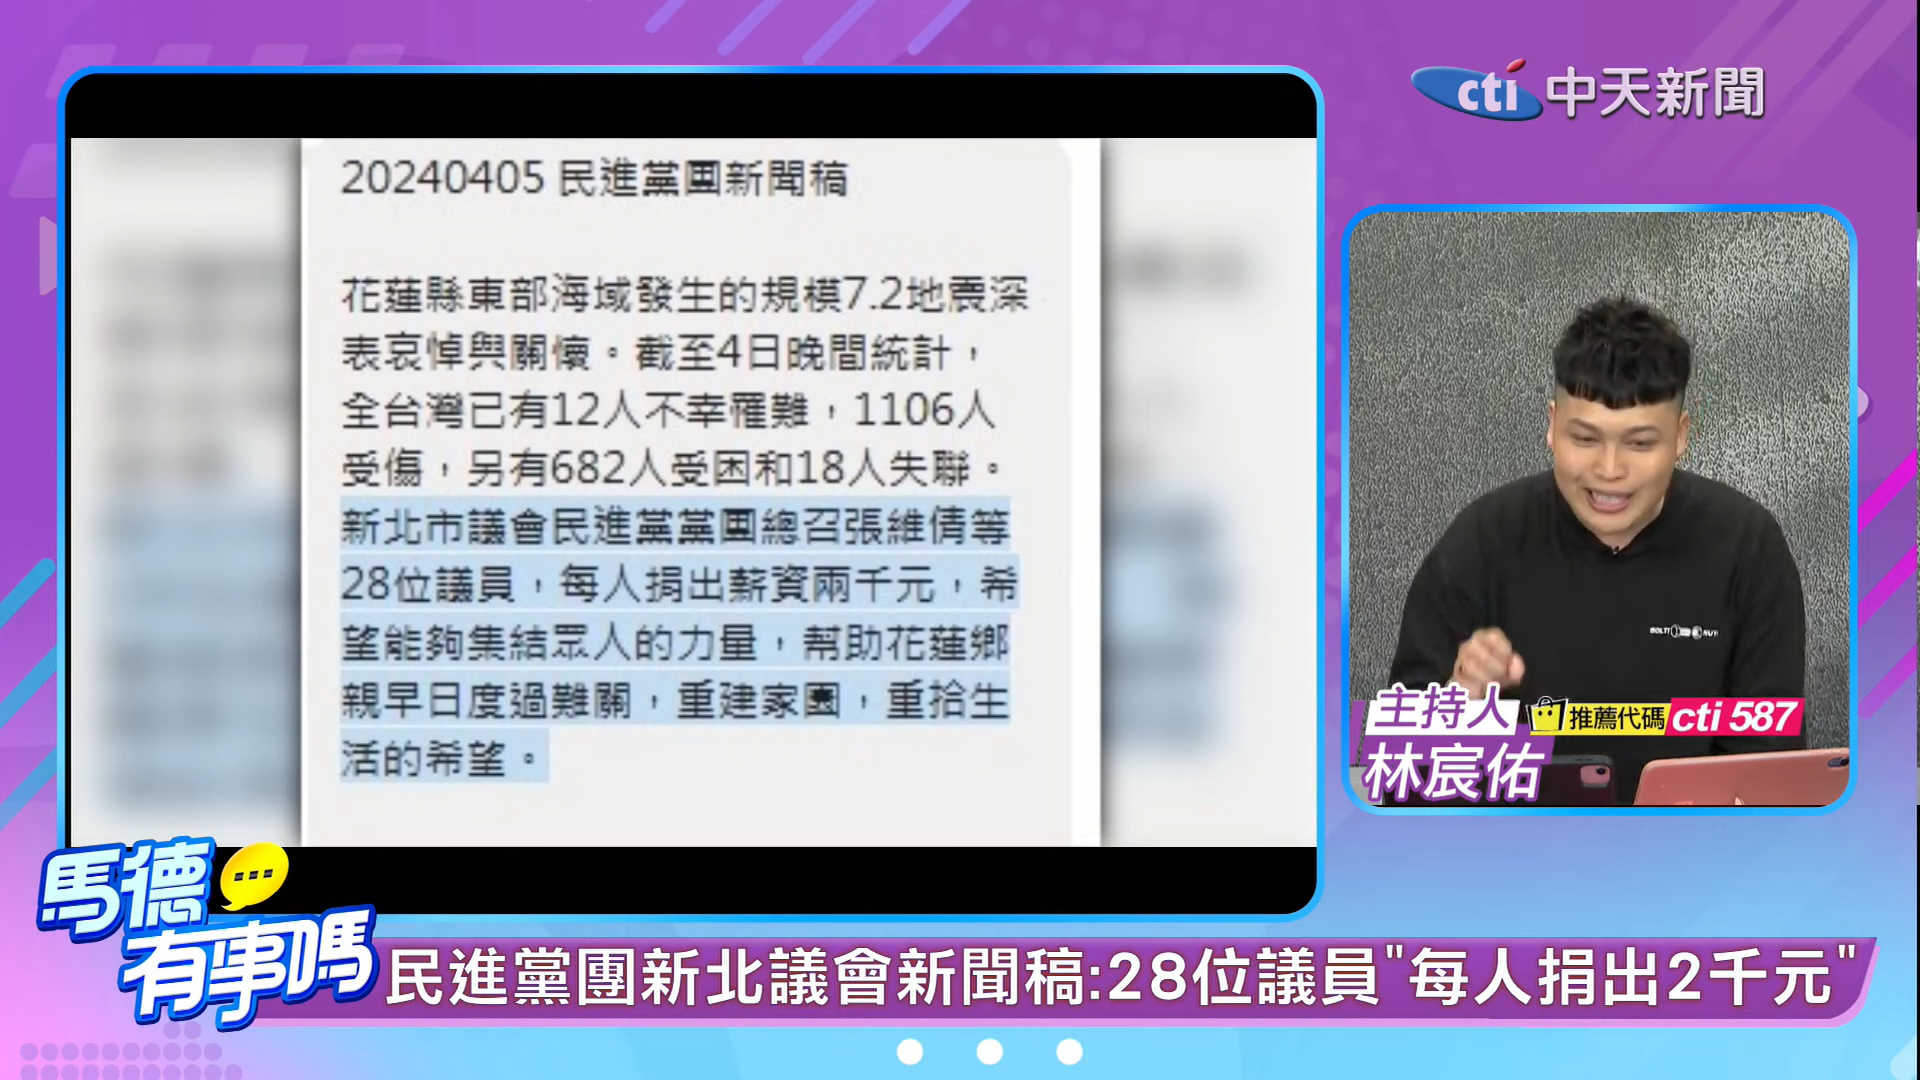 cti 中天新聞
20240405 民進黨團新聞稿
花蓮縣東部海域發生的規模7.2地震深
表哀悼與關懷。截至4日晚間統計，
全台灣已有12人不幸罹難，1106人
受傷，另有682人受困和18人失聯。
新北市議會民進黨黨團總召張維倩等
28位議員，每人捐出薪資兩千元，希
望能夠集結眾人的力量，幫助花蓮鄉
親早日度過難關，重建家園，重拾生
活的希望。
主持人
推薦代碼 cti 587
林宸佑
馬德
有事嗎
民進黨團新北議會新聞稿:28位議員"每人捐出2千元"